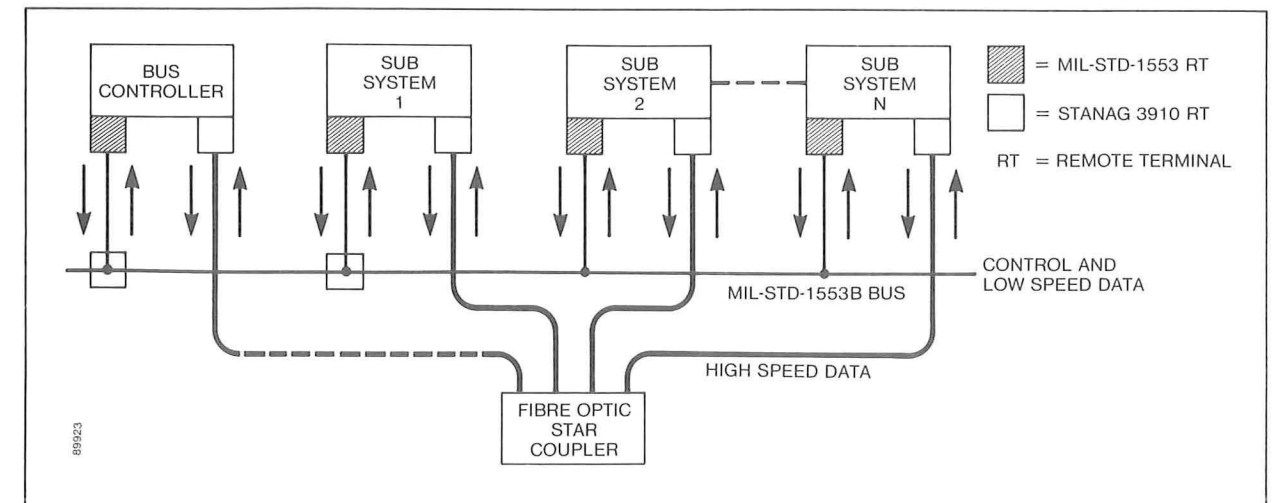 BUS
CONTROLLER
SUB
SYSTEM
1
SUB
SYSTEM
2
SUB
SYSTEM
N
= MIL-STD-1553 RT
= STANAG 3910 RT
RT = REMOTE TERMINAL
CONTROL AND
LOW SPEED DATA
MIL-STD-1553B BUS
HIGH SPEED DATA
FIBRE OPTIC
STAR
COUPLER
89923